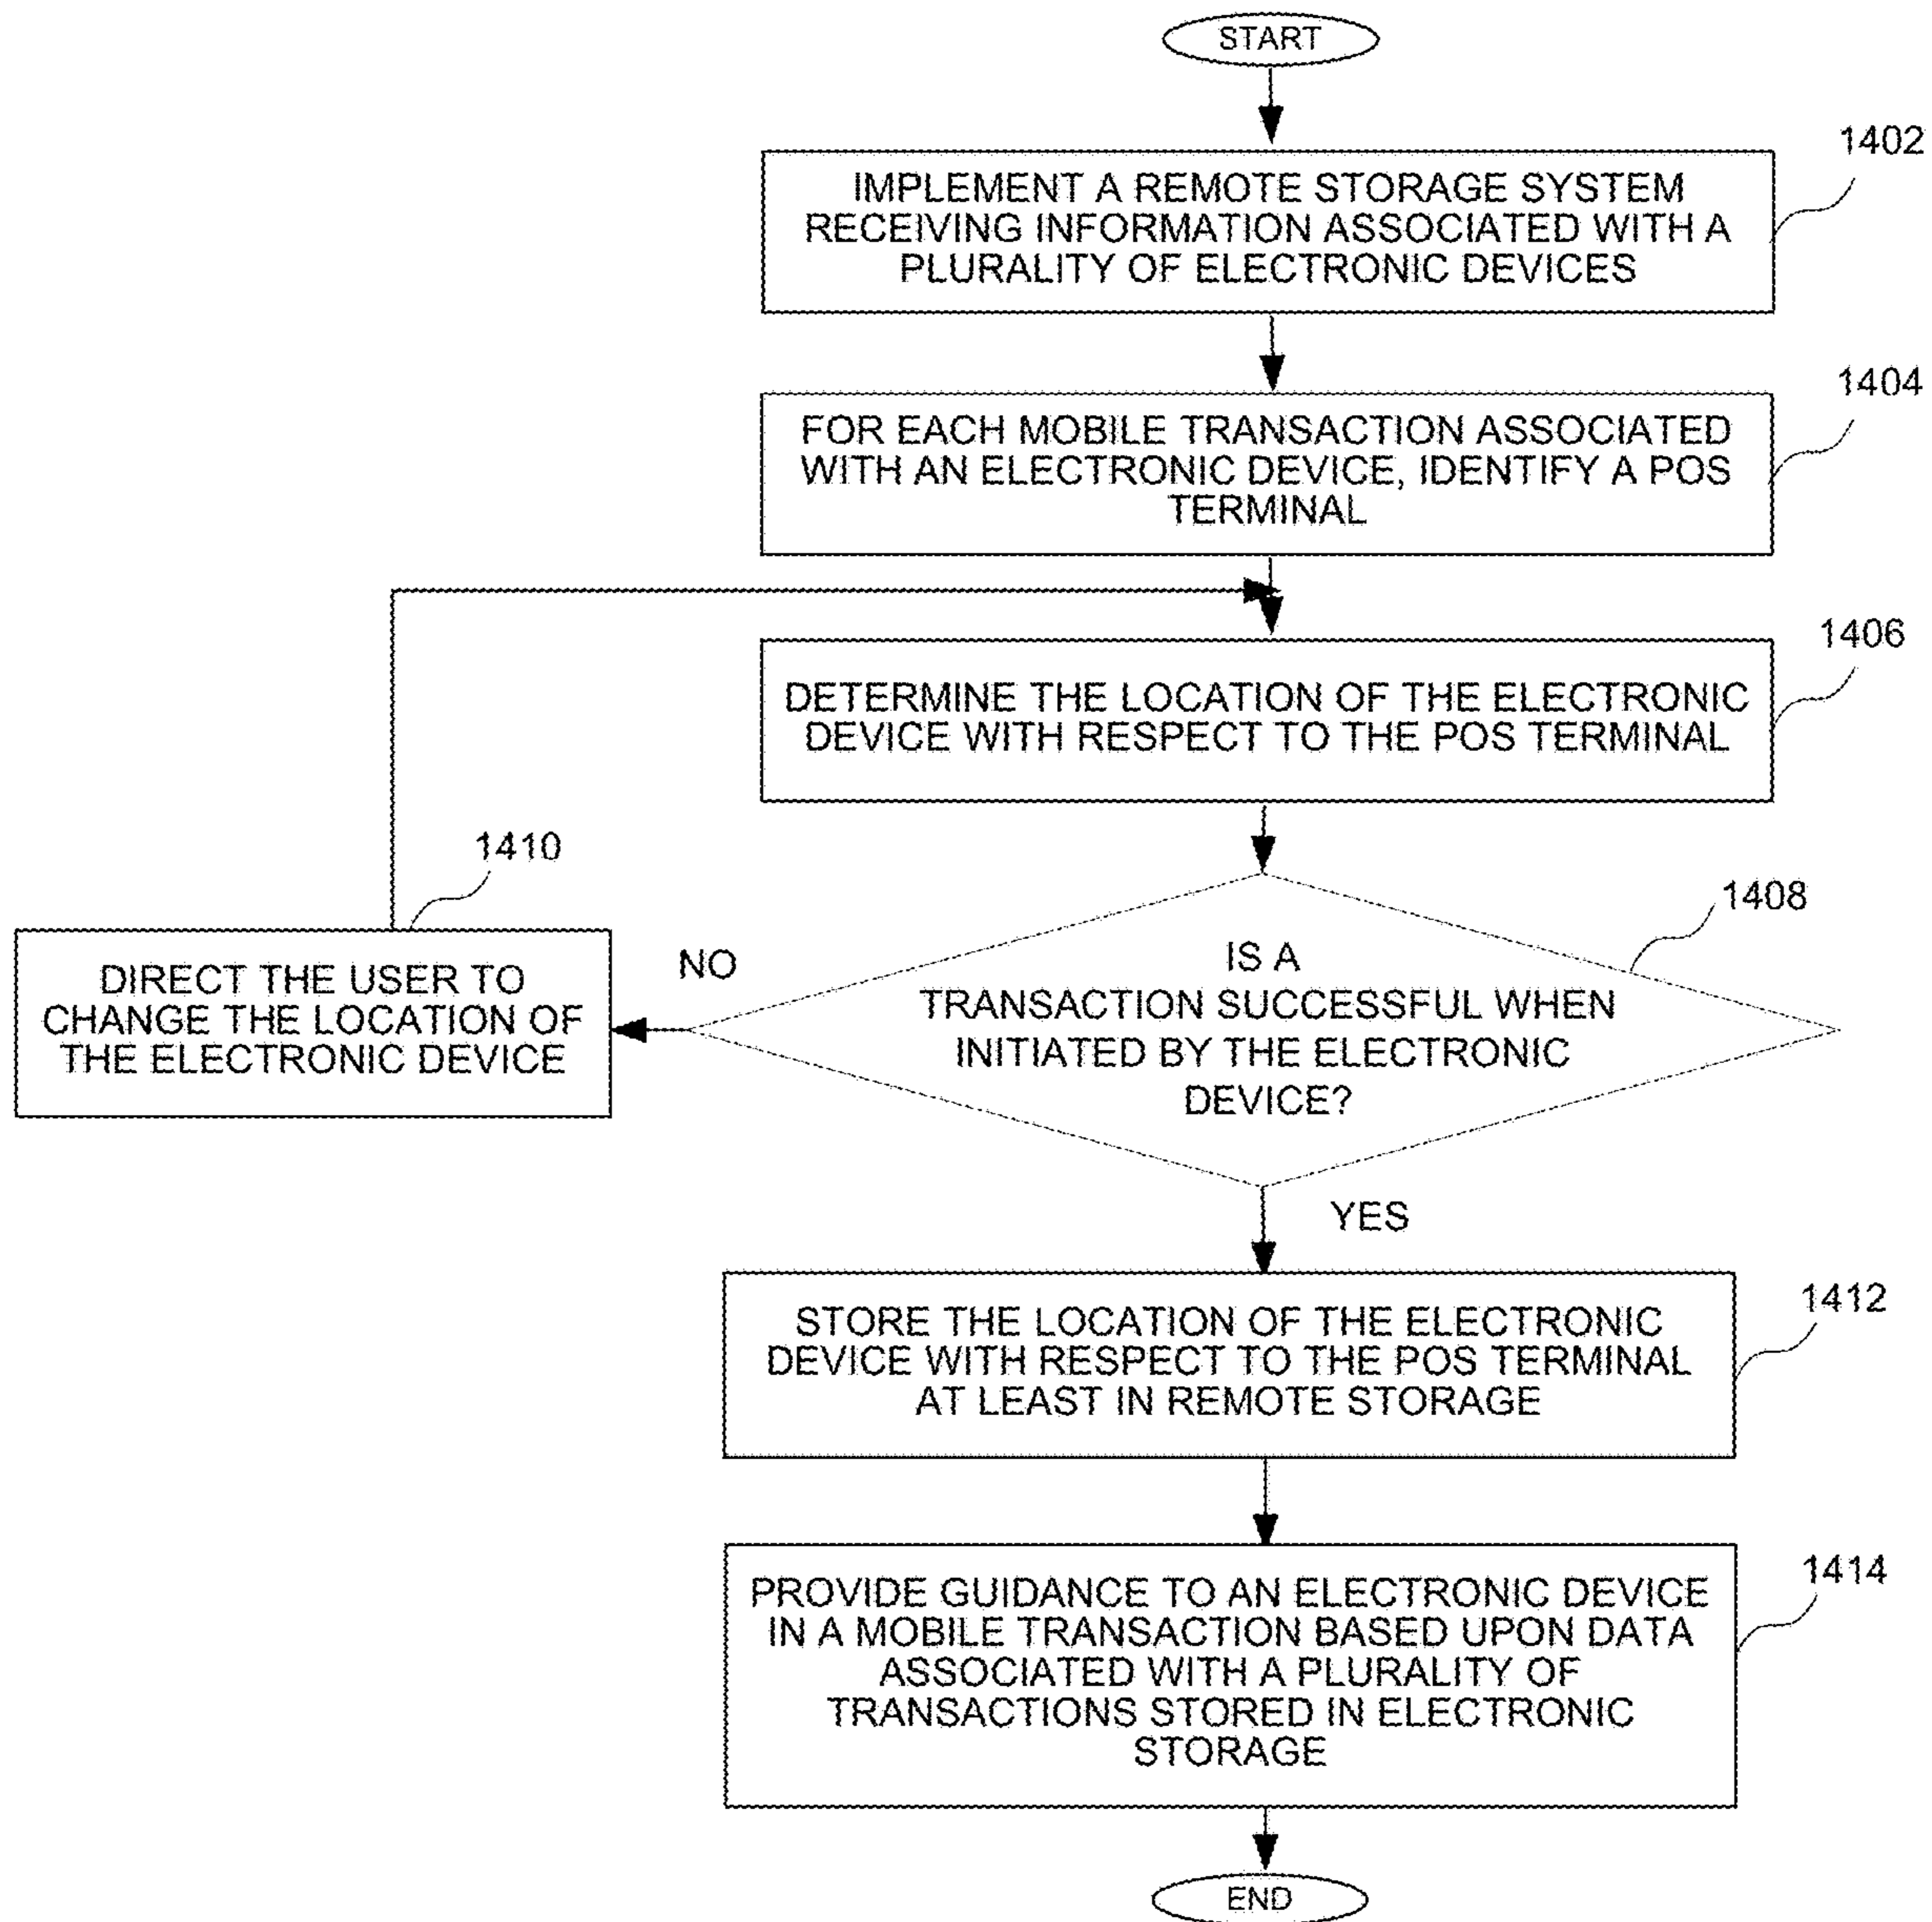 START
1402
IMPLEMENT A REMOTE STORAGE SYSTEM
RECEIVING INFORMATION ASSOCIATED WITH A
PLURALITY OF ELECTRONIC DEVICES
1404
FOR EACH MOBILE TRANSACTION ASSOCIATED
WITH AN ELECTRONIC DEVICE, IDENTIFY A POS
TERMINAL
1406
DETERMINE THE LOCATION OF THE ELECTRONIC
DEVICE WITH RESPECT TO THE POS TERMINAL
1408
IS A
TRANSACTION SUCCESSFUL WHEN
INITIATED BY THE ELECTRONIC
DEVICE?
NO
1410
DIRECT THE USER TO
CHANGE THE LOCATION OF
THE ELECTRONIC DEVICE
YES
1412
STORE THE LOCATION OF THE ELECTRONIC
DEVICE WITH RESPECT TO THE POS TERMINAL
AT LEAST IN REMOTE STORAGE
1414
PROVIDE GUIDANCE TO AN ELECTRONIC DEVICE
IN A MOBILE TRANSACTION BASED UPON DATA
ASSOCIATED WITH A PLURALITY OF
TRANSACTIONS STORED IN ELECTRONIC
STORAGE
END